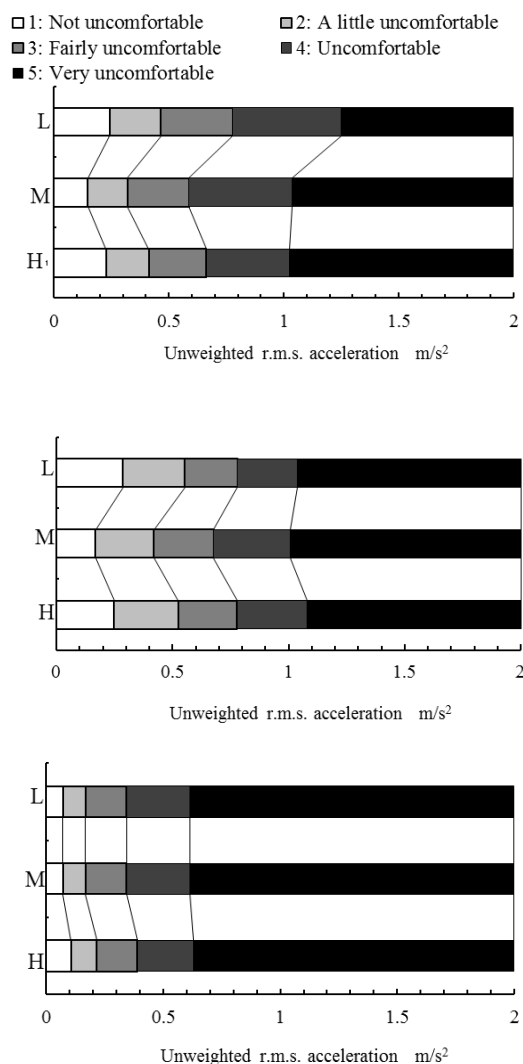 1: Not uncomfortable 2: A little uncomfortable
3: Fairly uncomfortable 4: Uncomfortable
5: Very uncomfortable
L
M
H1
0 0.5 1 1.5 2
Unweighted r.m.s. acceleration m/s²
L
M
H
0 0.5 1 1.5 2
Unweighted r.m.s. acceleration m/s²
L
M
H
0 0.5 1 1.5 2
Unweighted r.m.s. acceleration m/s²